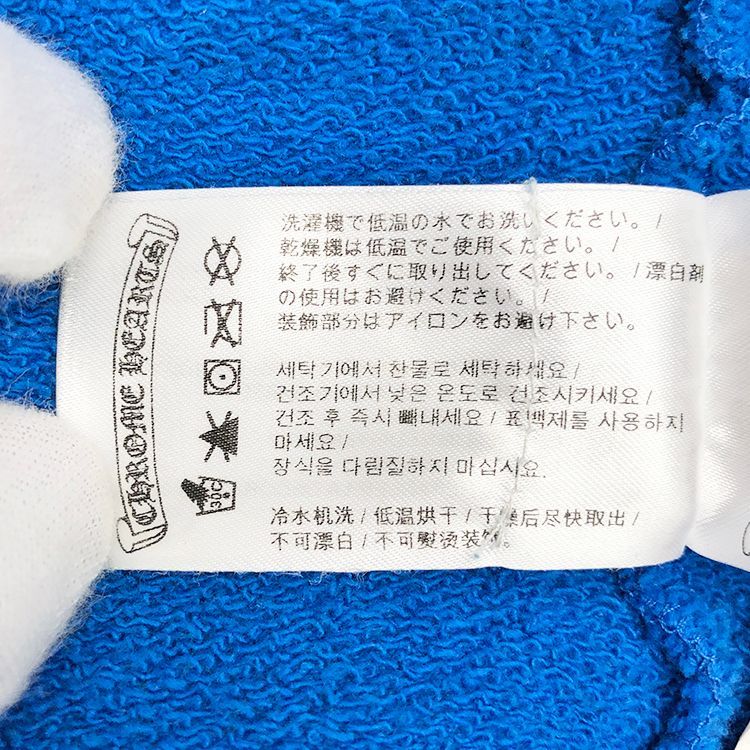 CHROME HEARTS
洗濯機で低温の水でお洗いください。/
乾燥機は低温でご使用ください。/
終了後すぐに取り出してください。/漂白剤
の使用はお避けください。/
装飾部分はアイロンをお避け下さい。
세탁기에서 찬물로 세탁하세요/
건조기에서 낮은 온도로 건조시키세요/
건조 후 즉시 빼내세요/ 표백제를 사용하지
마세요/
장식을 다림질하지 마십시오.
30C
冷水机洗/低温烘干/干燥后尽快取出/
不可漂白/不可熨烫装饰。